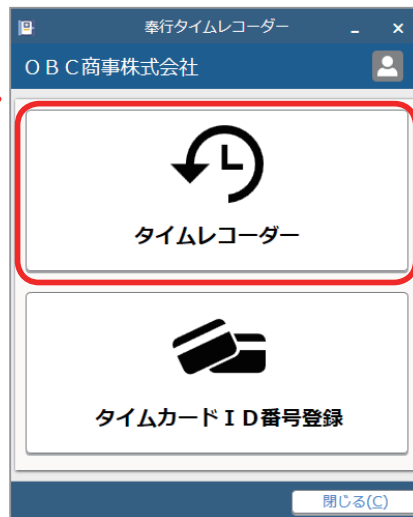 奉行タイムレコーダー
ＯＢＣ商事株式会社
タイムレコーダー
タイムカードＩＤ番号登録
閉じる(C)